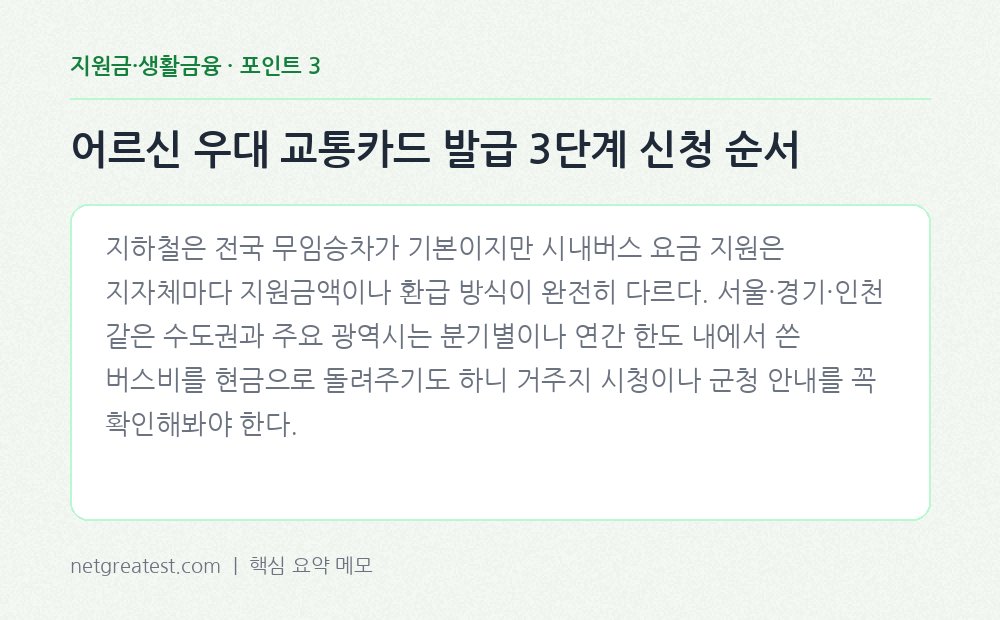 지원금·생활금융 · 포인트 3
어르신 우대 교통카드 발급 3단계 신청 순서
지하철은 전국 무임승차가 기본이지만 시내버스 요금 지원은
지자체마다 지원금액이나 환급 방식이 완전히 다르다. 서울·경기·인천
같은 수도권과 주요 광역시는 분기별이나 연간 한도 내에서 쓴
버스비를 현금으로 돌려주기도 하니 거주지 시청이나 군청 안내를 꼭
확인해봐야 한다.
netgreatest.com | 핵심 요약 메모